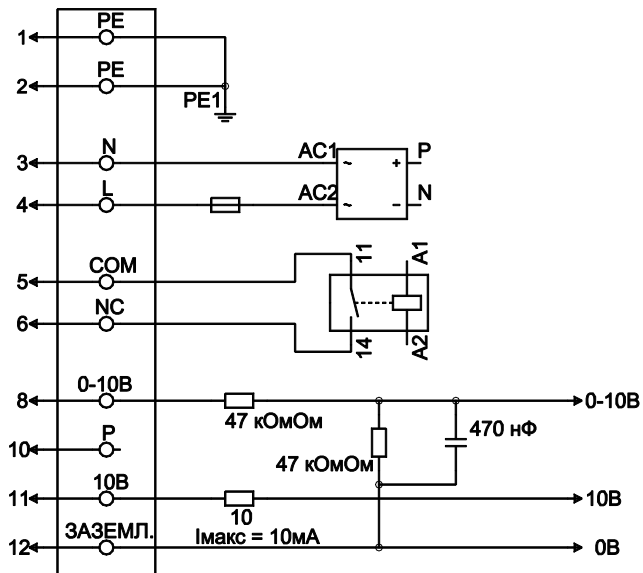 1 PE
2 PE
PE1
3 N AC1 ~ + P
4 L AC2 ~ − N
5 COM 11 A1
6 NC 14 A2
8 0-10В 47 кОмОм 0-10В
470 нФ
10 P 47 кОмОм
11 10В 10 10В
Iмакс = 10мА
12 ЗАЗЕМЛ. 0В